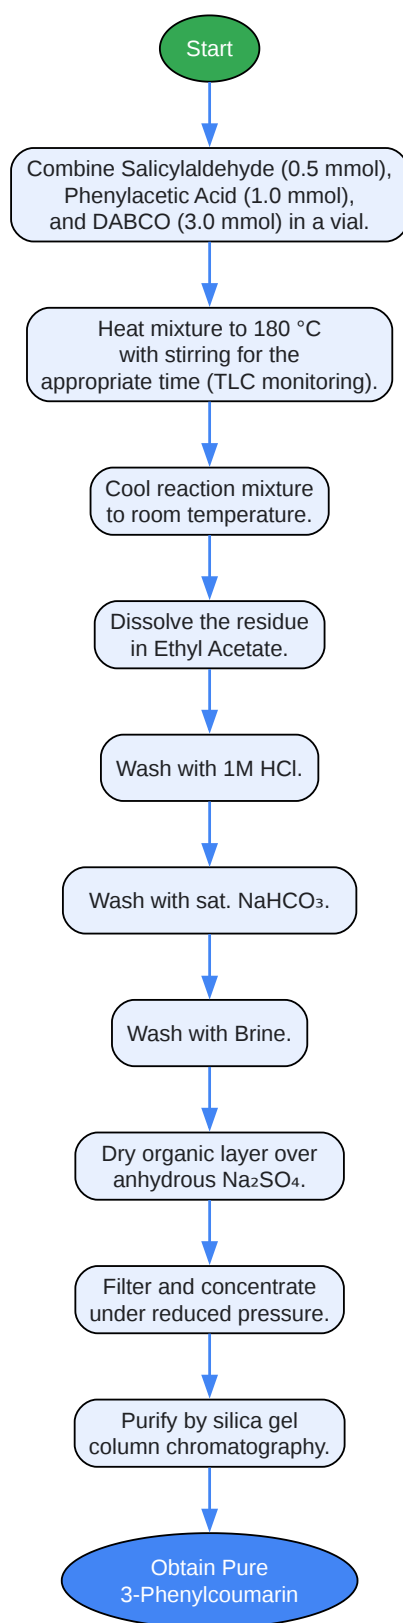 Start
Combine Salicylaldehyde (0.5 mmol),
Phenylacetic Acid (1.0 mmol),
and DABCO (3.0 mmol) in a vial.
Heat mixture to 180 °C
with stirring for the
appropriate time (TLC monitoring).
Cool reaction mixture
to room temperature.
Dissolve the residue
in Ethyl Acetate.
Wash with 1M HCl.
Wash with sat. NaHCO₃.
Wash with Brine.
Dry organic layer over
anhydrous Na₂SO₄.
Filter and concentrate
under reduced pressure.
Purify by silica gel
column chromatography.
Obtain Pure
3-Phenylcoumarin